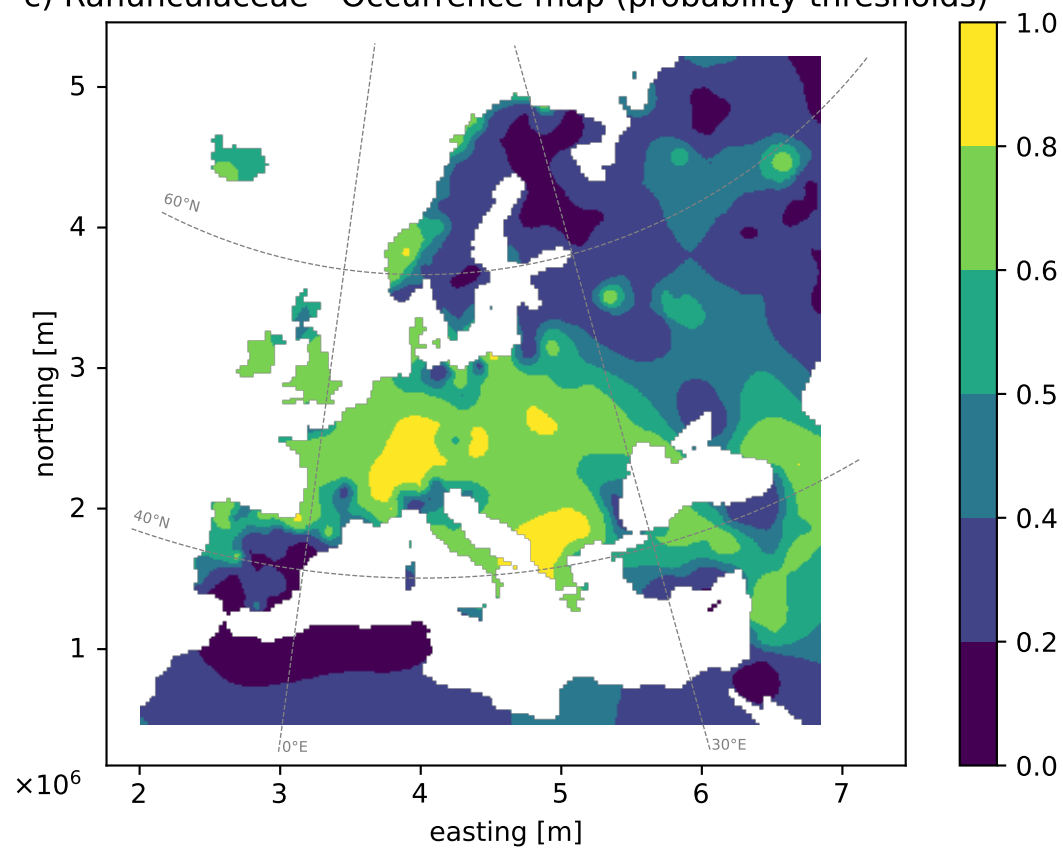 c) Ranunculaceae - Occurrence map (probability thresholds)
1.0
0.8
0.6
0.5
0.4
0.2
0.0
northing [m]
5
4
3
2
1
×10⁶
60°N
40°N
0°E
30°E
2 3 4 5 6 7
easting [m]